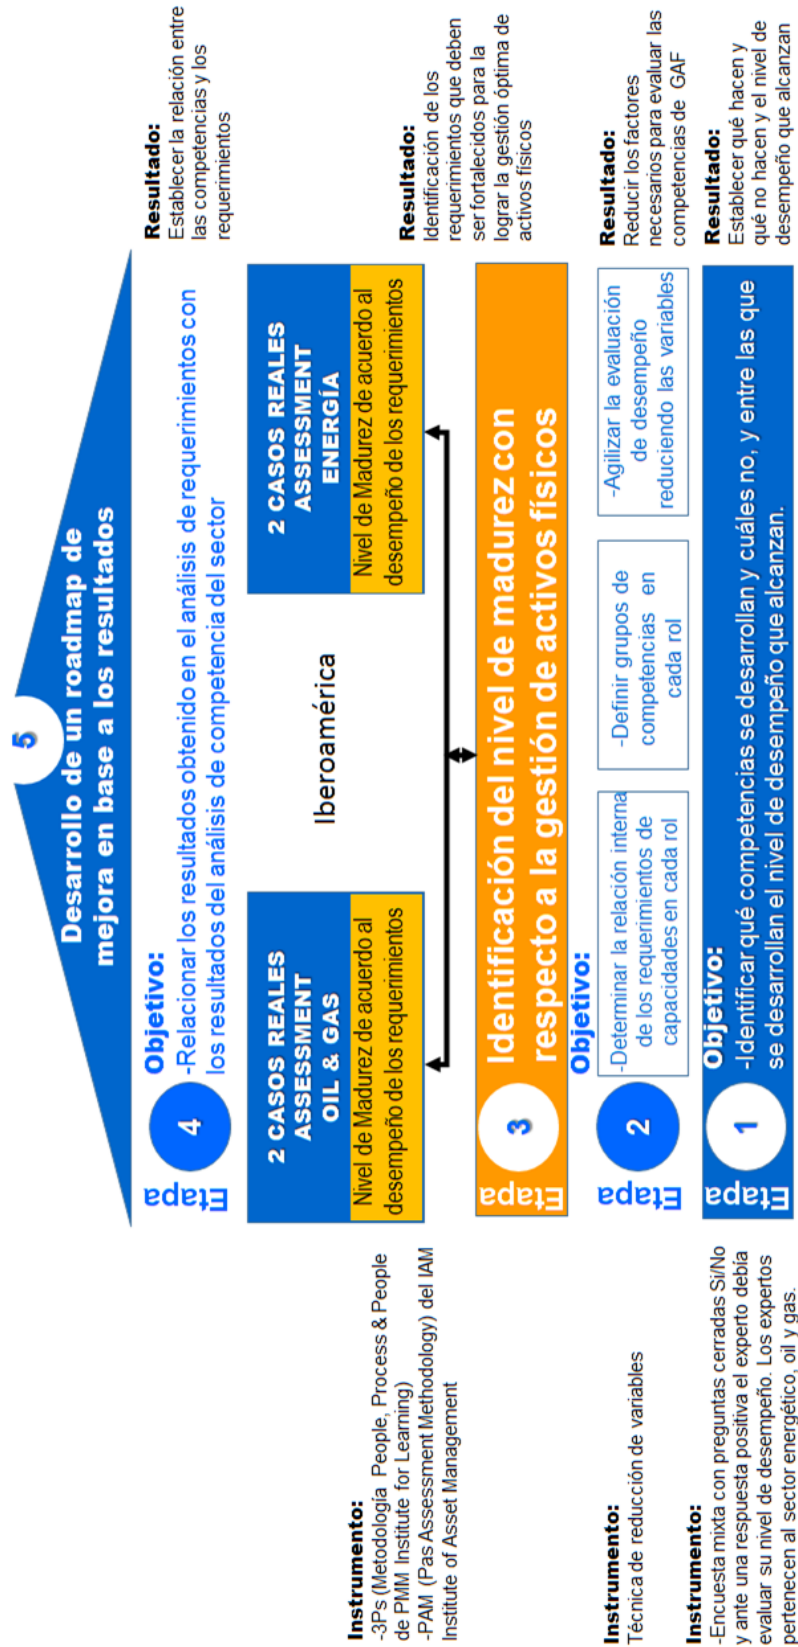 5
Desarrollo de un roadmap de
mejora en base a los resultados
Etapa
4
Objetivo:
-Relacionar los resultados obtenido en el análisis de requerimientos con
los resultados del análisis de competencia del sector
Resultado:
Establecer la relación entre
las competencias y los
requerimientos
2 CASOS REALES
ASSESSMENT
OIL & GAS
Nivel de Madurez de acuerdo al
desempeño de los requerimientos
Iberoamérica
2 CASOS REALES
ASSESSMENT
ENERGÍA
Nivel de Madurez de acuerdo al
desempeño de los requerimientos
Instrumento:
-3Ps (Metodología People, Process & People
de PMM Institute for Learning)
-PAM (Pas Assessment Methodology) del IAM
Institute of Asset Management
Etapa
3
Identificación del nivel de madurez con
respecto a la gestión de activos físicos
Resultado:
Identificación de los
requerimientos que deben
ser fortalecidos para la
lograr la gestión óptima de
activos físicos
Instrumento:
Técnica de reducción de variables
Etapa
2
Objetivo:
-Determinar la relación interna
de los requerimientos de
capacidades en cada rol
-Definir grupos de
competencias en
cada rol
-Agilizar la evaluación
de desempeño
reduciendo las variables
Resultado:
Reducir los factores
necesarios para evaluar las
competencias de GAF
Instrumento:
-Encuesta mixta con preguntas cerradas Si/No
y ante una respuesta positiva el experto debía
evaluar su nivel de desempeño. Los expertos
pertenecen al sector energético, oil y gas.
Etapa
1
Objetivo:
-Identificar qué competencias se desarrollan y cuáles no, y entre las que
se desarrollan el nivel de desempeño que alcanzan.
Resultado:
Establecer qué hacen y
qué no hacen y el nivel de
desempeño que alcanzan